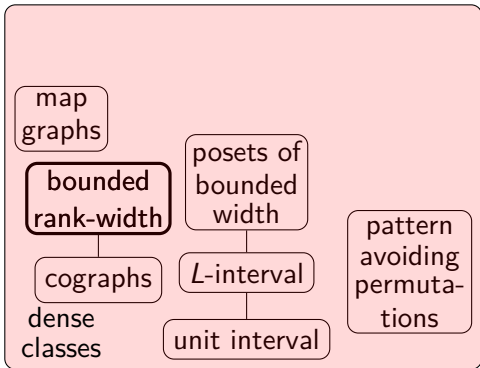 map
graphs
bounded
rank-width
cographs
dense
classes
posets of
bounded
width
L-interval
unit interval
pattern
avoiding
permuta-
tions